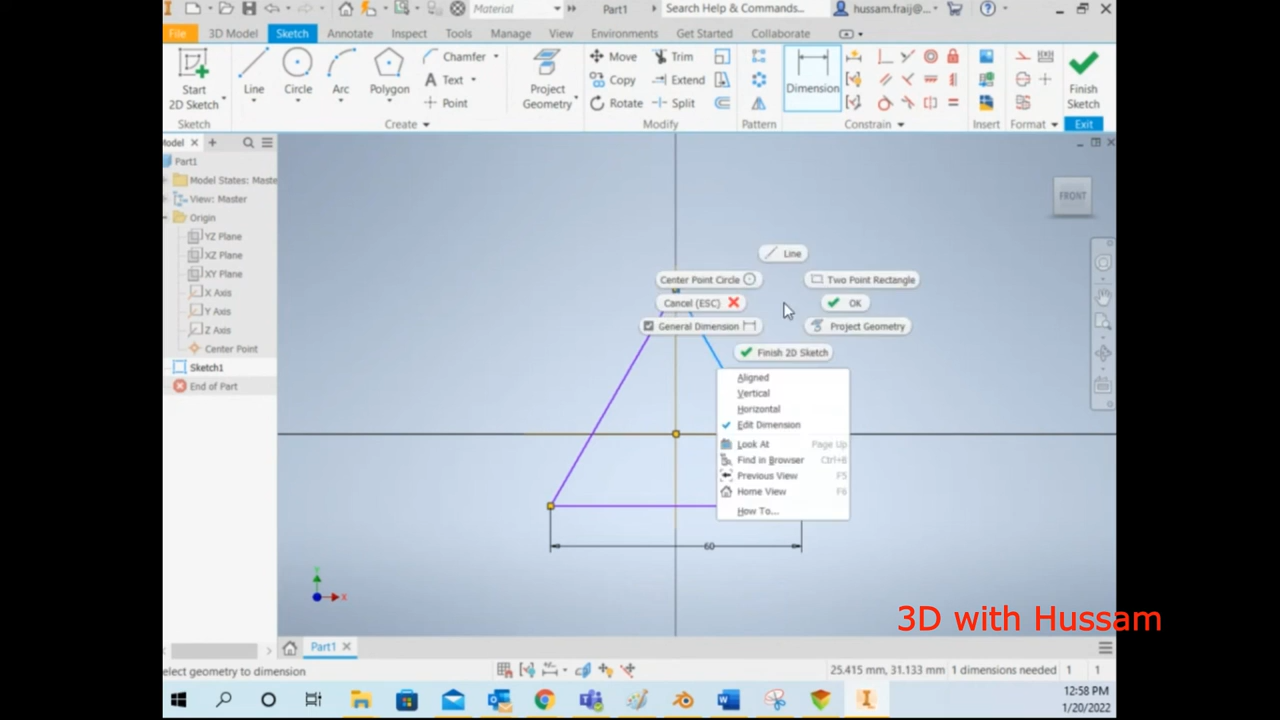 Material
Part1
Search Help & Commands...
hussam.fraij@...
File
3D Model
Sketch
Annotate
Inspect
Tools
Manage
View
Environments
Get Started
Collaborate
Start
2D Sketch
Line
Circle
Arc
Polygon
Chamfer
Text
Point
Project
Geometry
Move
Copy
Rotate
Trim
Extend
Split
Dimension
Finish
Sketch
Sketch
Create
Modify
Pattern
Constrain
Insert
Format
Exit
Model
Part1
Model States: Maste
View: Master
Origin
YZ Plane
XZ Plane
XY Plane
X Axis
Y Axis
Z Axis
Center Point
Sketch1
End of Part
FRONT
Line
Center Point Circle
Two Point Rectangle
Cancel (ESC)
OK
General Dimension
Project Geometry
Finish 2D Sketch
Aligned
Vertical
Horizontal
Edit Dimension
Look At Page Up
Find in Browser Ctrl+B
Previous View F5
Home View F6
How To...
60
Y
X
3D with Hussam
Part1
elect geometry to dimension
25.415 mm, 31.133 mm
1 dimensions needed
1
1
12:58 PM
1/20/2022